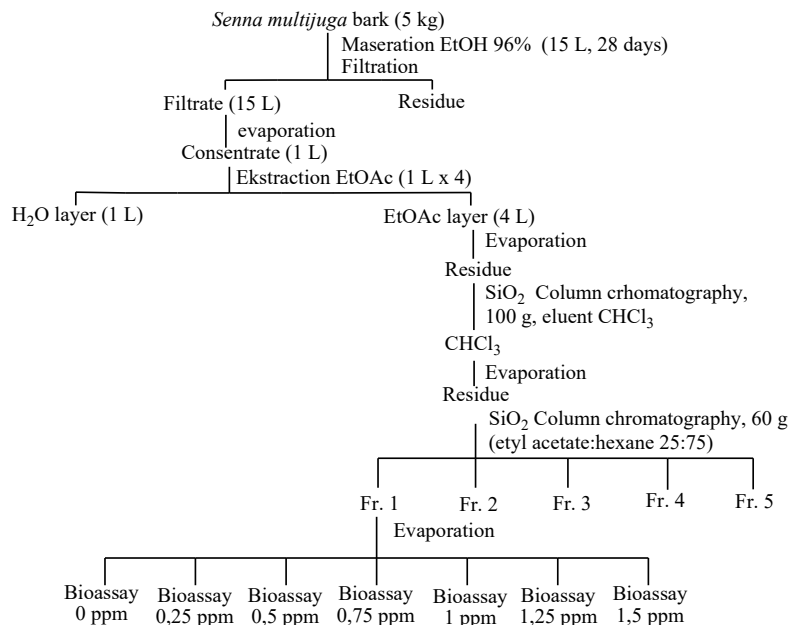 Senna multijuga bark (5 kg)
Maseration EtOH 96% (15 L, 28 days)
Filtration
Filtrate (15 L)
Residue
evaporation
Consentrate (1 L)
Ekstraction EtOAc (1 L x 4)
H₂O layer (1 L)
EtOAc layer (4 L)
Evaporation
Residue
SiO₂ Column crhomatography,
100 g, eluent CHCl₃
CHCl₃
Evaporation
Residue
SiO₂ Column chromatography, 60 g
(etyl acetate:hexane 25:75)
Fr. 1
Fr. 2
Fr. 3
Fr. 4
Fr. 5
Evaporation
Bioassay
0 ppm
Bioassay
0,25 ppm
Bioassay
0,5 ppm
Bioassay
0,75 ppm
Bioassay
1 ppm
Bioassay
1,25 ppm
Bioassay
1,5 ppm